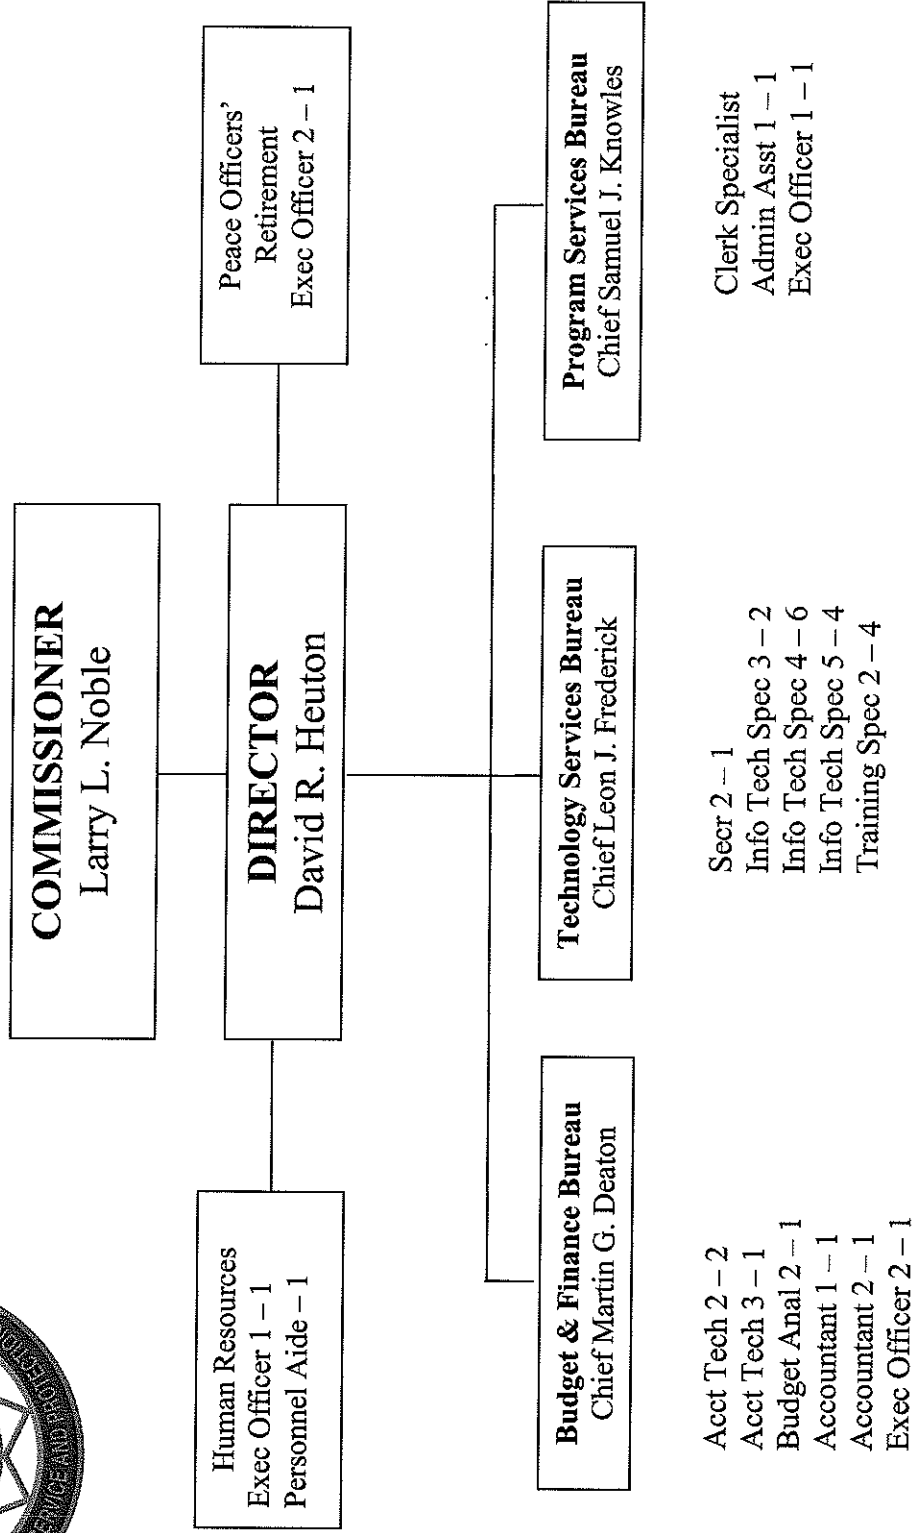 SERVICE AND PROTECTION
COMMISSIONER
Larry L. Noble
DIRECTOR
David R. Heuton
Human Resources
Exec Officer 1 – 1
Personnel Aide – 1
Peace Officers'
Retirement
Exec Officer 2 – 1
Budget & Finance Bureau
Chief Martin G. Deaton
Acct Tech 2 – 2
Acct Tech 3 – 1
Budget Anal 2 – 1
Accountant 1 – 1
Accountant 2 – 1
Exec Officer 2 – 1
Technology Services Bureau
Chief Leon J. Frederick
Secr 2 – 1
Info Tech Spec 3 – 2
Info Tech Spec 4 – 6
Info Tech Spec 5 – 4
Training Spec 2 – 4
Program Services Bureau
Chief Samuel J. Knowles
Clerk Specialist
Admin Asst 1 – 1
Exec Officer 1 – 1